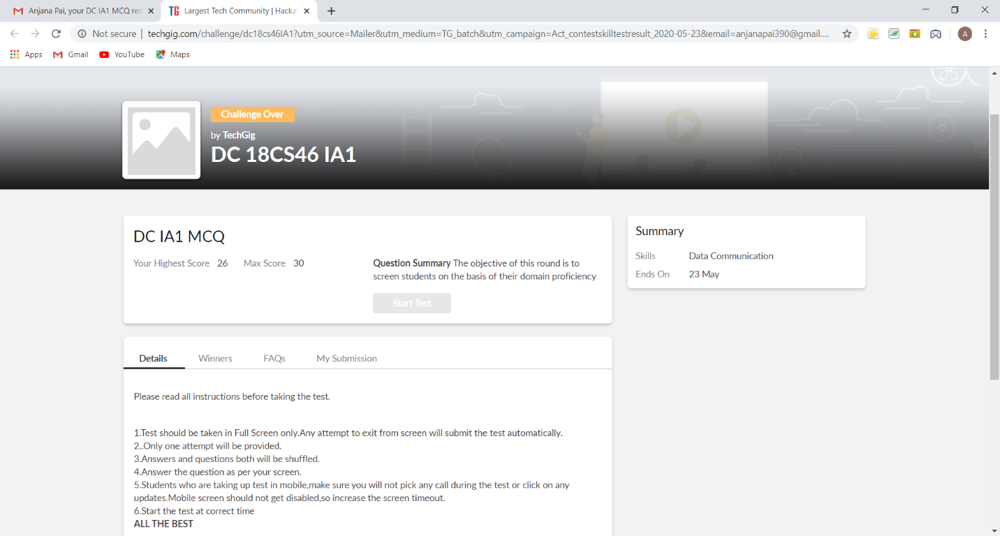 Anjana Pai, your DC IA1 MCQ res
TG Largest Tech Community | Hacka
Not secure | techgig.com/challenge/dc18cs46IA1?utm_source=Mailer&utm_medium=TG_batch&utm_campaign=Act_contestskilltestresult_2020-05-23&email=anjanapai390@gmail....
A
Apps Gmail YouTube Maps
Challenge Over
by TechGig
DC 18CS46 IA1
DC IA1 MCQ
Your Highest Score 26 Max Score 30
Question Summary The objective of this round is to
screen students on the basis of their domain proficiency
Start Test
Summary
Skills Data Communication
Ends On 23 May
Details Winners FAQs My Submission
Please read all instructions before taking the test.
1.Test should be taken in Full Screen only.Any attempt to exit from screen will submit the test automatically.
2..Only one attempt will be provided.
3.Answers and questions both will be shuffled.
4.Answer the question as per your screen.
5.Students who are taking up test in mobile,make sure you will not pick any call during the test or click on any
updates.Mobile screen should not get disabled,so increase the screen timeout.
6.Start the test at correct time
ALL THE BEST